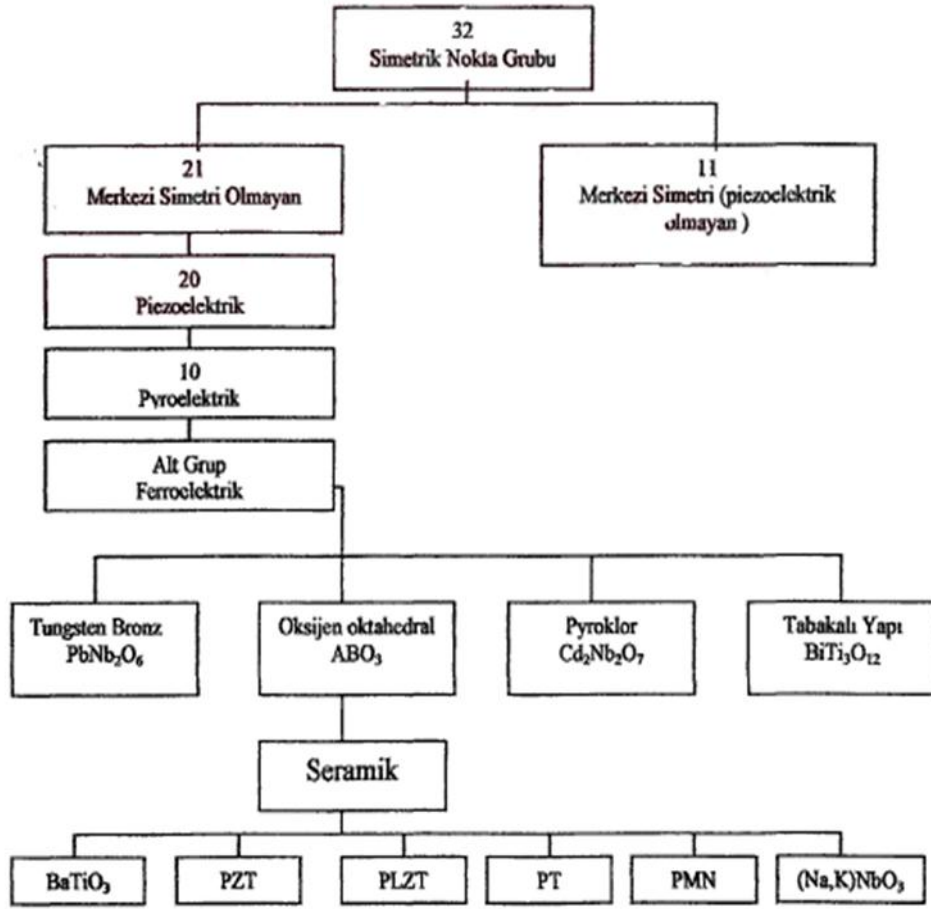 32
Simetrik Nokta Grubu
21
Merkezi Simetri Olmayan
11
Merkezi Simetri (piezoelektrik
olmayan )
20
Piezoelektrik
10
Pyroelektrik
Alt Grup
Ferroelektrik
Tungsten Bronz
PbNb₂O₆
Oksijen oktahedral
ABO₃
Pyroklor
Cd₂Nb₂O₇
Tabakalı Yapı
BiTi₃O₁₂
Seramik
BaTiO₃
PZT
PLZT
PT
PMN
(Na,K)NbO₃